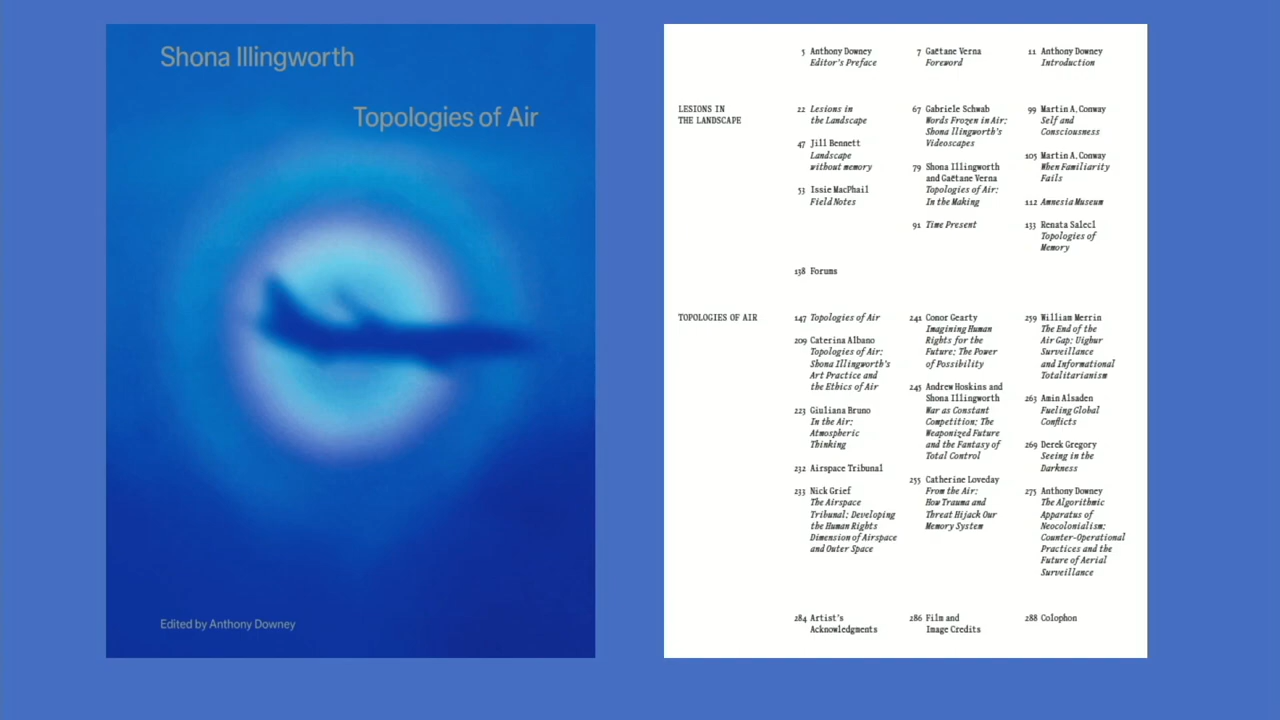 Shona Illingworth
Topologies of Air
Edited by Anthony Downey
5 Anthony Downey
Editor's Preface
7 Gaëtane Verna
Foreword
11 Anthony Downey
Introduction
LESIONS IN
THE LANDSCAPE
22 Lesions in
the Landscape
47 Jill Bennett
Landscape
without memory
53 Issie MacPhail
Field Notes
67 Gabriele Schwab
Words Frozen in Air:
Shona llingworth's
Videoscapes
79 Shona Illingworth
and Gaëtane Verna
Topologies of Air:
In the Making
91 Time Present
99 Martin A. Conway
Self and
Consciousness
105 Martin A. Conway
When Familiarity
Fails
112 Amnesia Museum
133 Renata Salecl
Topologies of
Memory
138 Forums
TOPOLOGIES OF AIR
147 Topologies of Air
209 Caterina Albano
Topologies of Air:
Shona Illingworth's
Art Practice and
the Ethics of Air
223 Giuliana Bruno
In the Air:
Atmospheric
Thinking
232 Airspace Tribunal
233 Nick Grief
The Airspace
Tribunal: Developing
the Human Rights
Dimension of Airspace
and Outer Space
241 Conor Gearty
Imagining Human
Rights for the
Future: The Power
of Possibility
245 Andrew Hoskins and
Shona Illingworth
War as Constant
Competition: The
Weaponized Future
and the Fantasy of
Total Control
255 Catherine Loveday
From the Air:
How Trauma and
Threat Hijack Our
Memory System
259 William Merrin
The End of the
Air Gap: Uighur
Surveillance
and Informational
Totalitarianism
263 Amin Alsaden
Fueling Global
Conflicts
269 Derek Gregory
Seeing in the
Darkness
275 Anthony Downey
The Algorithmic
Apparatus of
Neocolonialism:
Counter-Operational
Practices and the
Future of Aerial
Surveillance
284 Artist's
Acknowledgments
286 Film and
Image Credits
288 Colophon